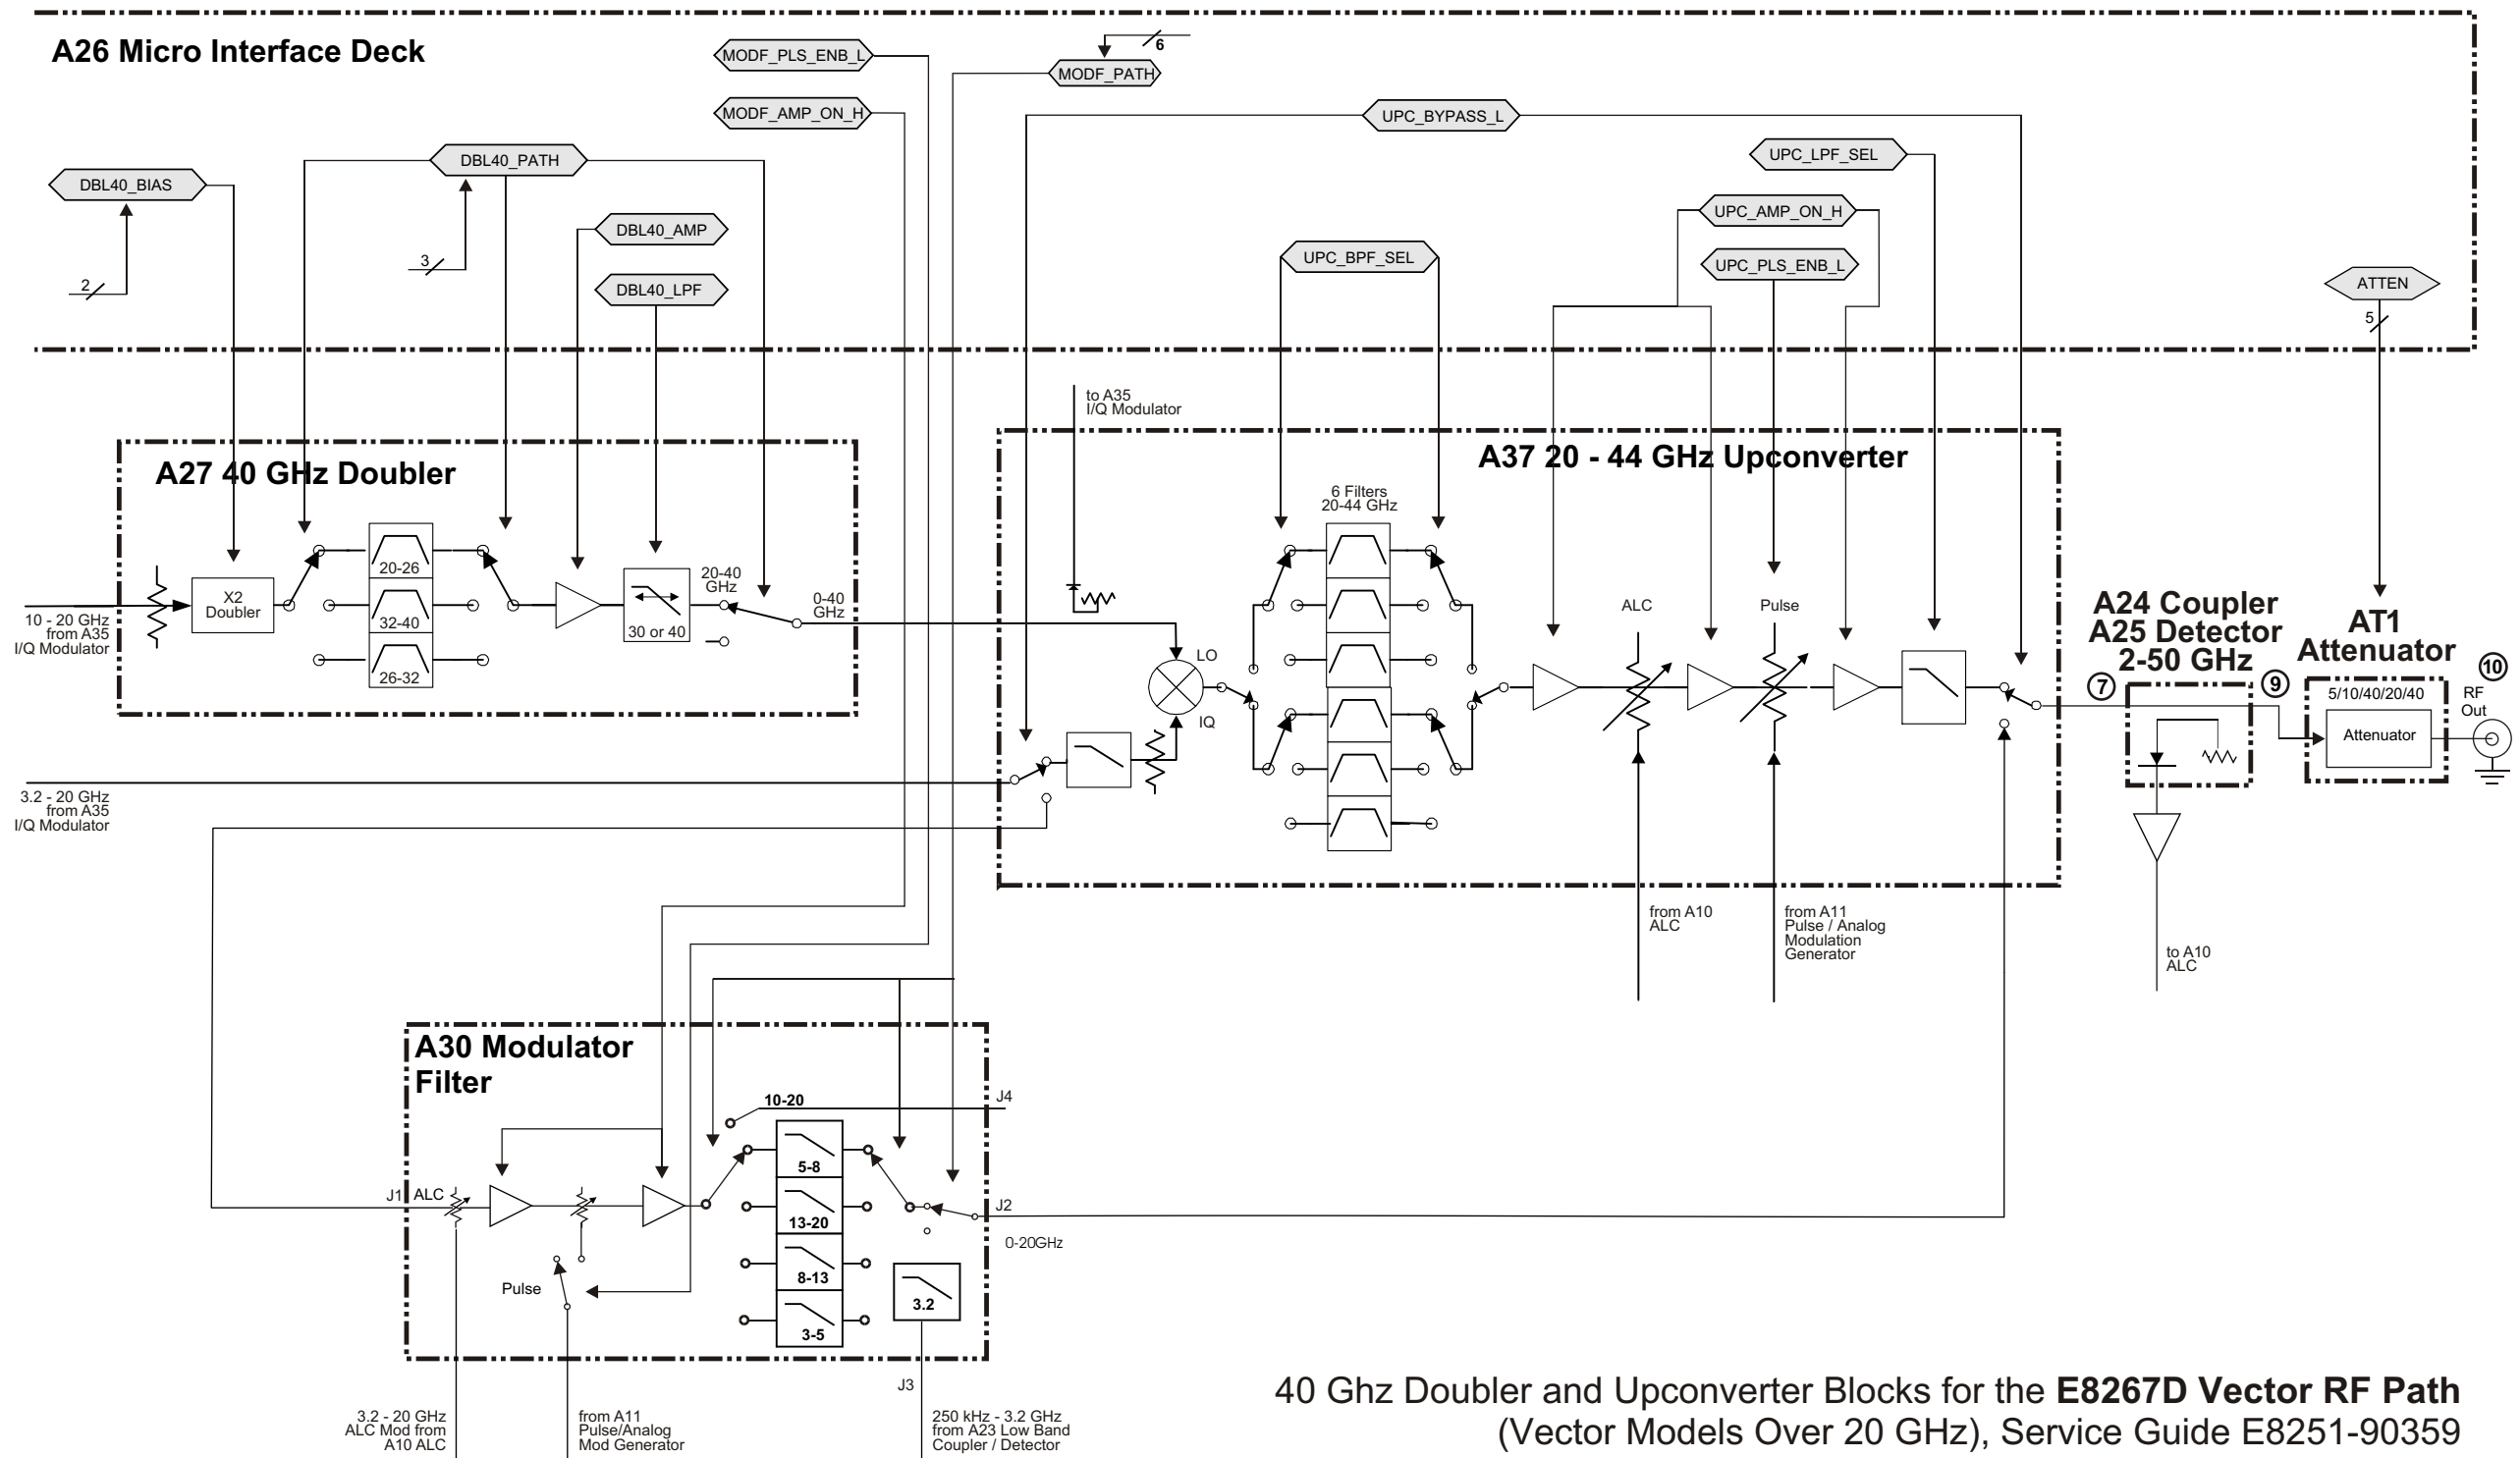 A26 Micro Interface Deck
MODF_PLS_ENB_L
6
MODF_PATH
MODF_AMP_ON_H
UPC_BYPASS_L
DBL40_PATH
UPC_LPF_SEL
DBL40_BIAS
UPC_AMP_ON_H
DBL40_AMP
UPC_BPF_SEL
UPC_PLS_ENB_L
3
2
DBL40_LPF
ATTEN
5
to A35
I/Q Modulator
A27 40 GHz Doubler
20-26
32-40
26-32
X2
Doubler
30 or 40
20-40
GHz
0-40
GHz
10 - 20 GHz
from A35
I/Q Modulator
A37 20 - 44 GHz Upconverter
6 Filters
20-44 GHz
ALC
Pulse
LO
IQ
3.2 - 20 GHz
from A35
I/Q Modulator
A24 Coupler
A25 Detector
2-50 GHz
7
9
AT1
Attenuator
5/10/40/20/40
Attenuator
10
RF
Out
from A10
ALC
from A11
Pulse / Analog
Modulation
Generator
to A10
ALC
A30 Modulator
Filter
10-20
J4
5-8
13-20
8-13
3-5
3.2
J1
ALC
J2
0-20GHz
Pulse
J3
3.2 - 20 GHz
ALC Mod from
A10 ALC
from A11
Pulse/Analog
Mod Generator
250 kHz - 3.2 GHz
from A23 Low Band
Coupler / Detector
40 Ghz Doubler and Upconverter Blocks for the E8267D Vector RF Path
(Vector Models Over 20 GHz), Service Guide E8251-90359